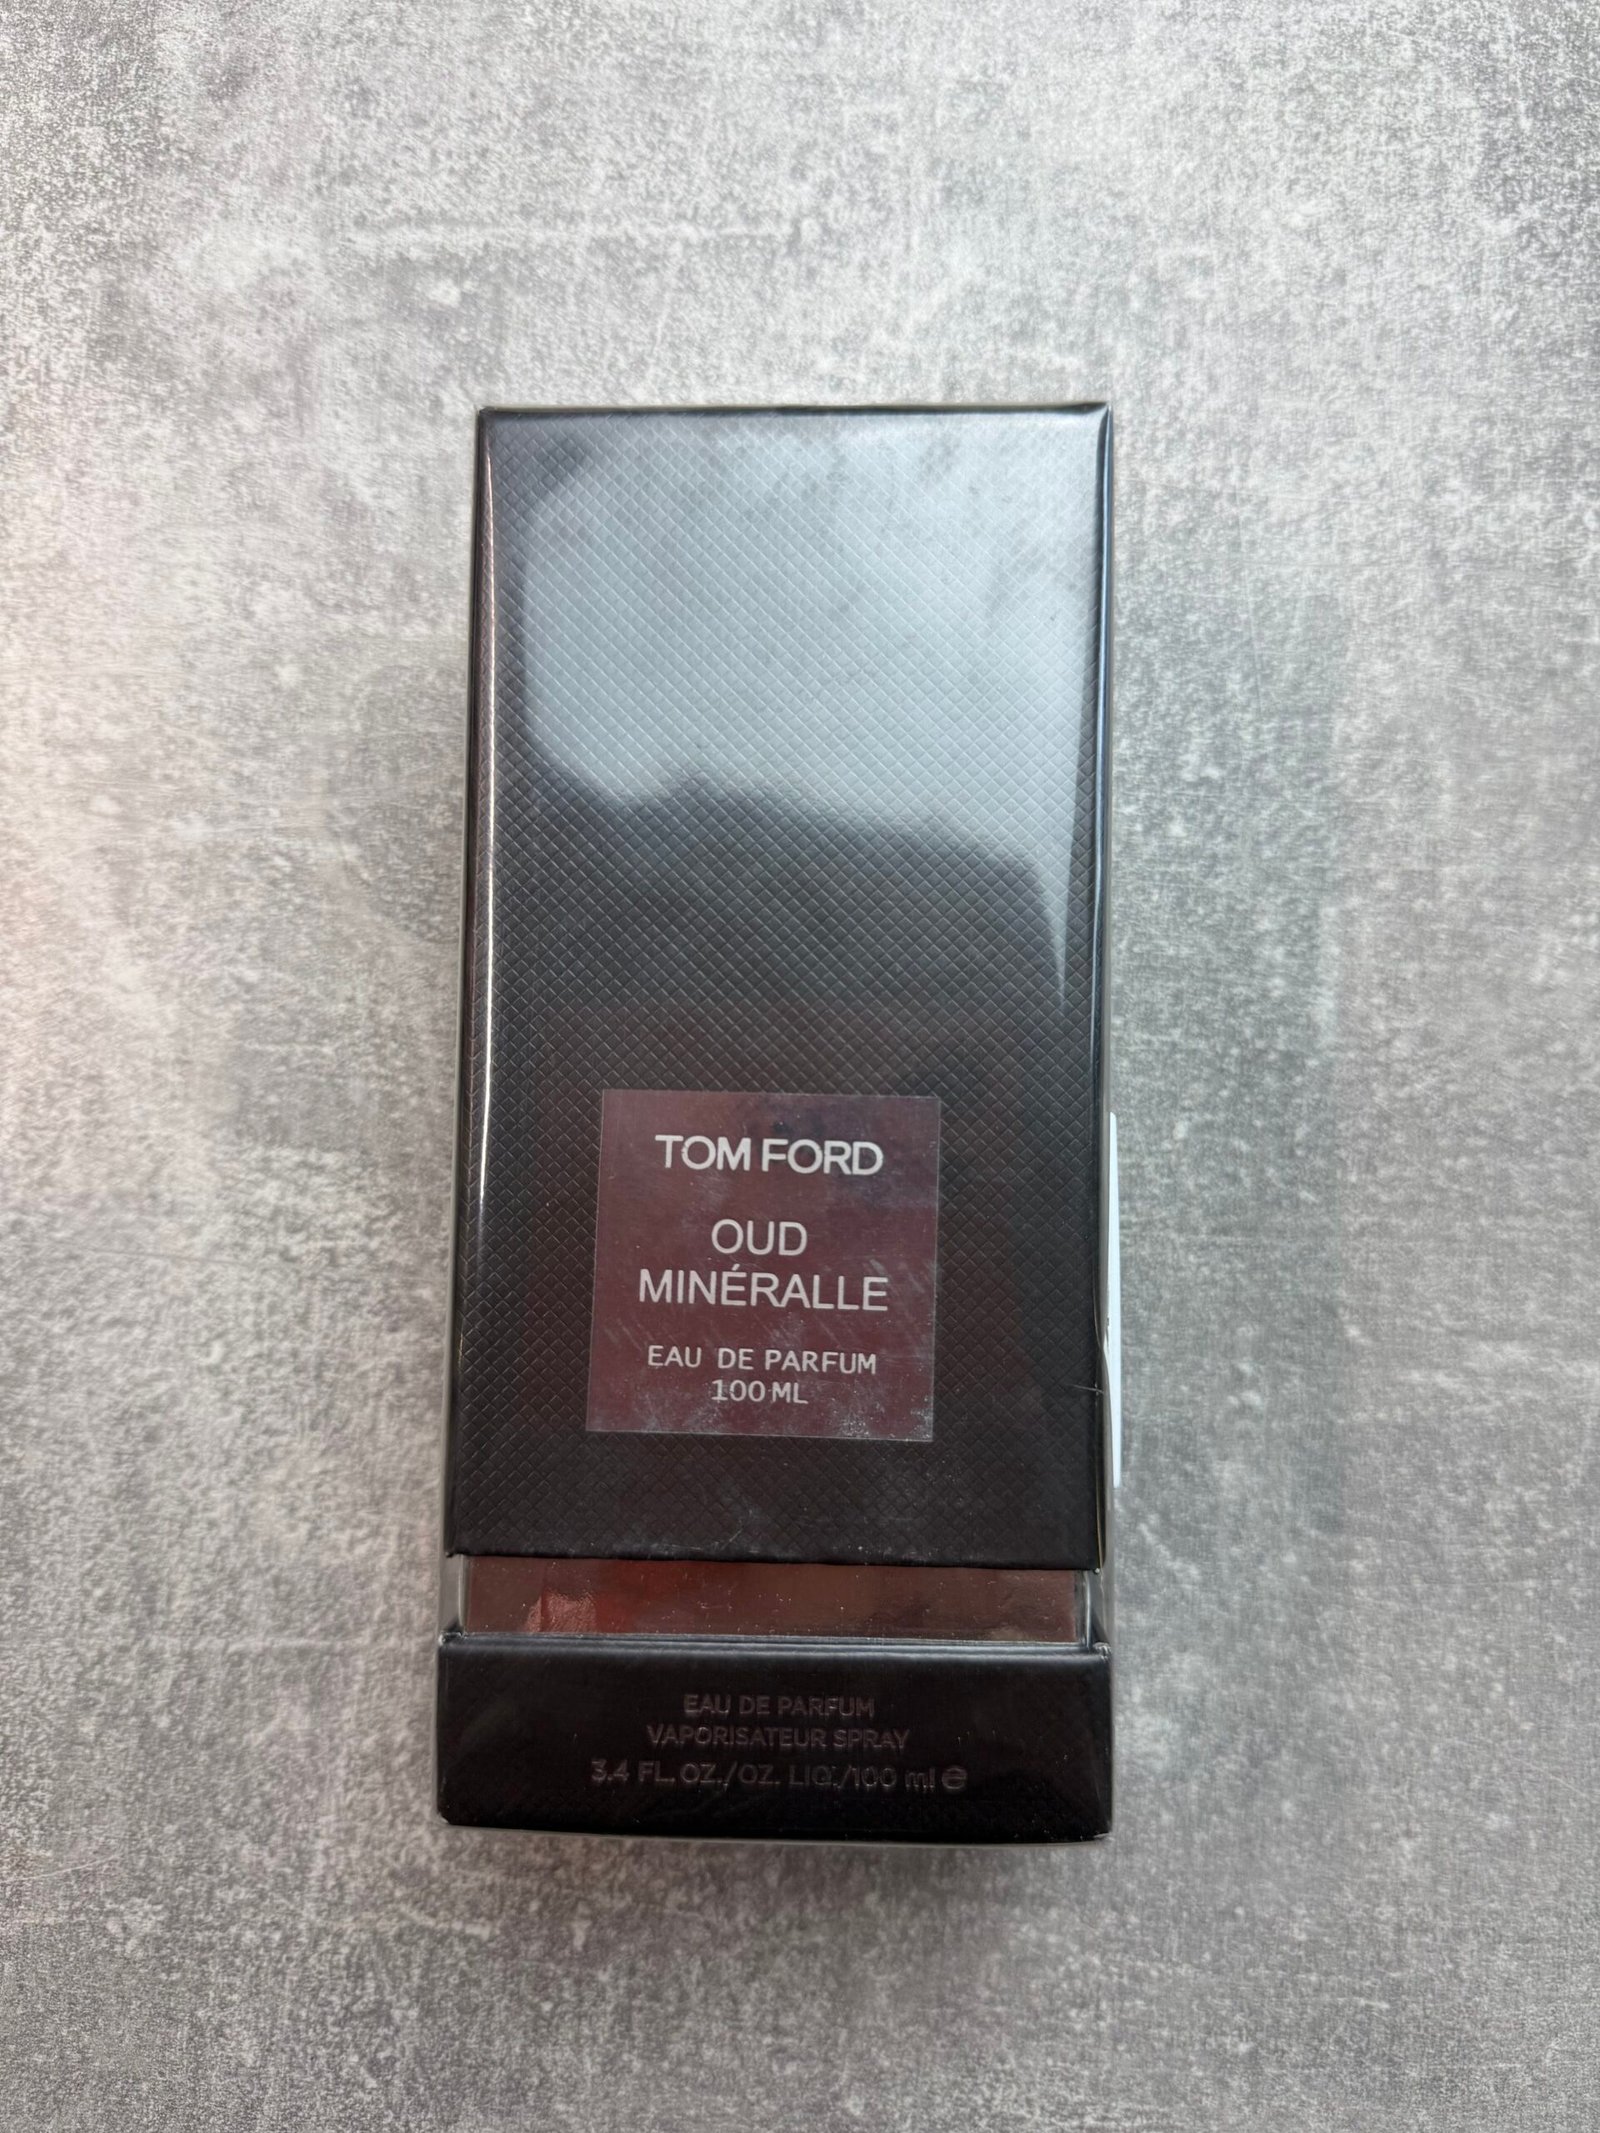 TOM FORD
OUD
MINÉRALLE
EAU DE PARFUM
100 ML
EAU DE PARFUM
VAPORISATEUR SPRAY
3.4 FL. OZ./OZ. LIQ./100 ml ℮